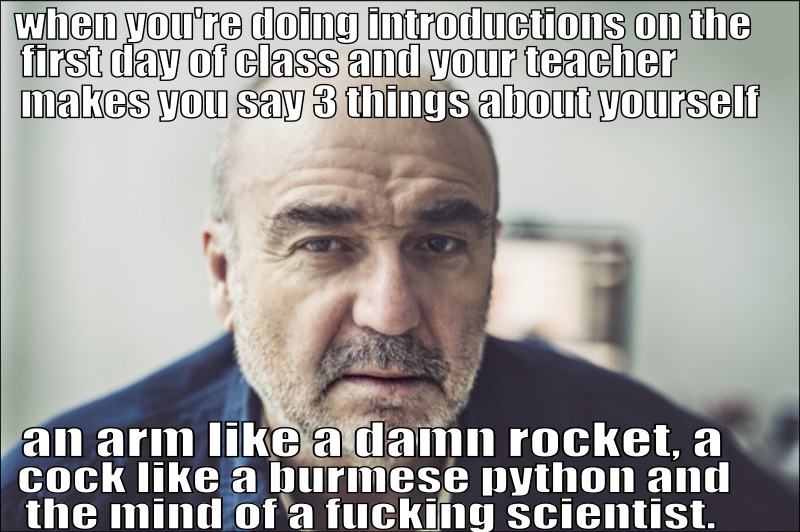 when you're doing introductions on the
first day of class and your teacher
makes you say 3 things about yourself
an arm like a damn rocket, a
cock like a burmese python and
the mind of a fucking scientist.